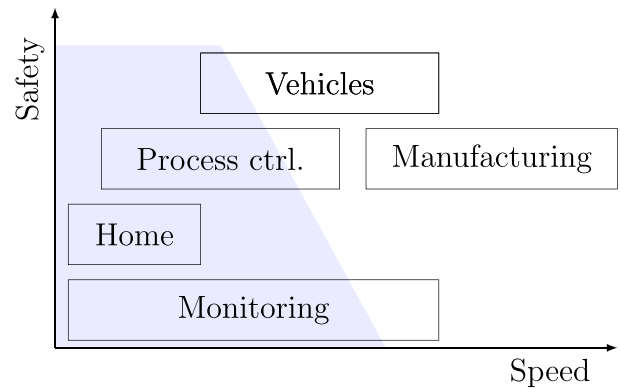 Safety
Vehicles
Process ctrl.
Manufacturing
Home
Monitoring
Speed